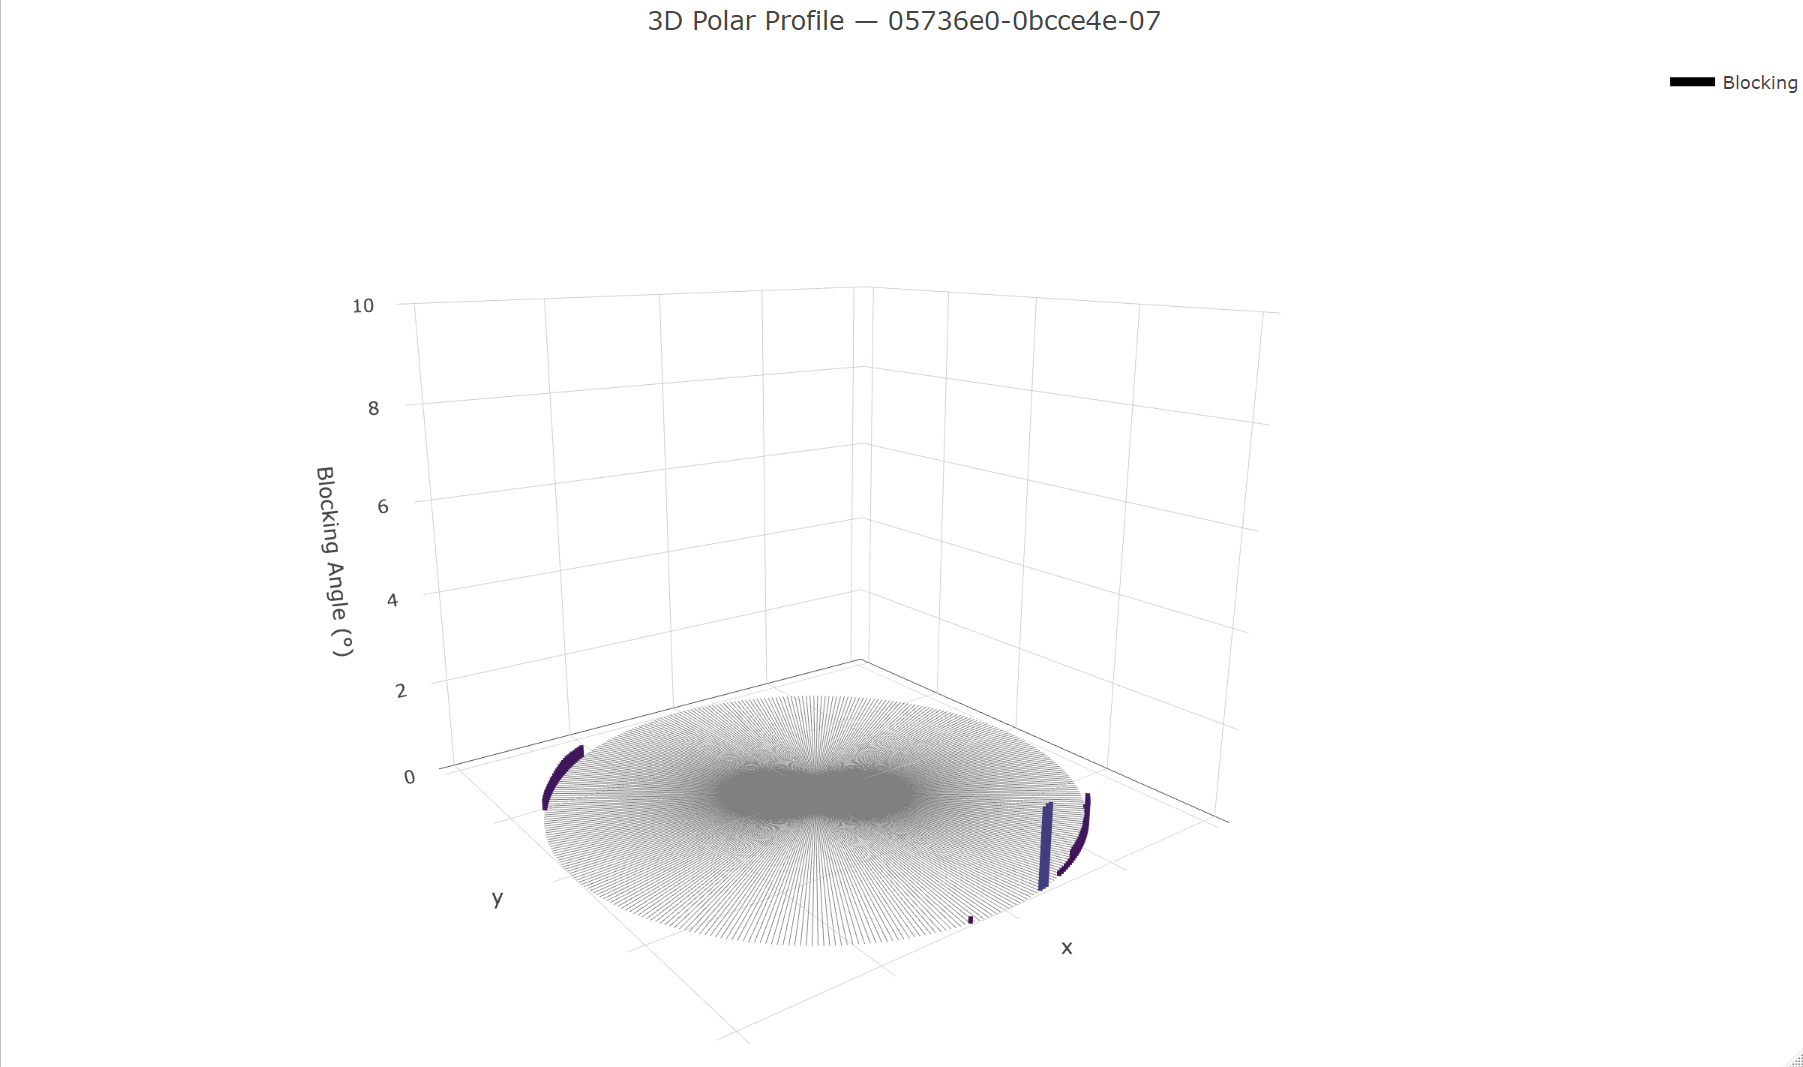 3D Polar Profile — 05736e0-0bcce4e-07
Blocking
10
8
6
4
2
0
Blocking Angle (°)
y
x